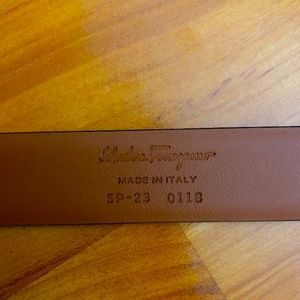 Salvatore Ferragamo
MADE IN ITALY
SP-23 0118